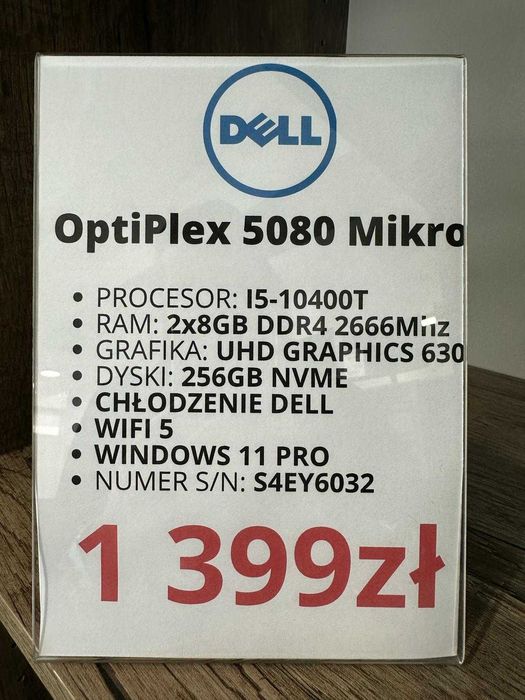 DELL
OptiPlex 5080 Mikro
• PROCESOR: I5-10400T
• RAM: 2x8GB DDR4 2666Mhz
• GRAFIKA: UHD GRAPHICS 630
• DYSKI: 256GB NVME
• CHŁODZENIE DELL
• WIFI 5
• WINDOWS 11 PRO
• NUMER S/N: S4EY6032
1 399zł